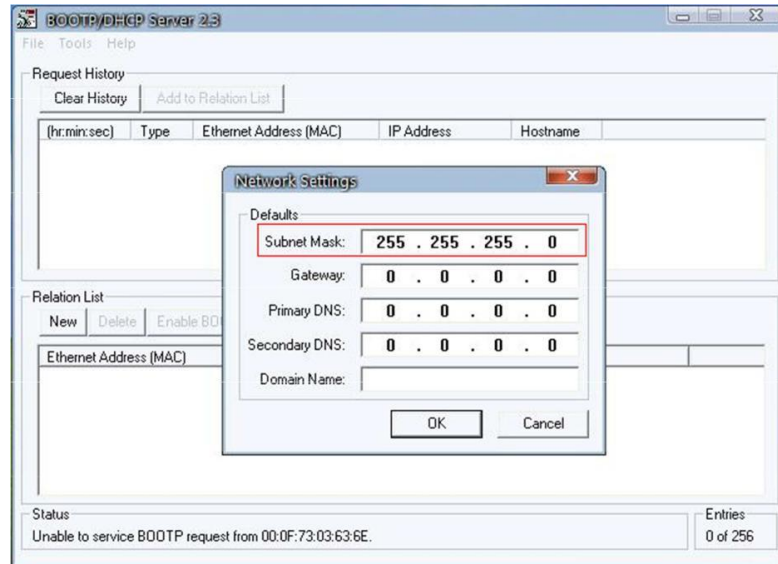 BOOTP/DHCP Server 2.3
File Tools Help
Request History
Clear History Add to Relation List
(hr:min:sec) Type Ethernet Address (MAC) IP Address Hostname
Network Settings
Defaults
Subnet Mask: 255 . 255 . 255 . 0
Gateway: 0 . 0 . 0 . 0
Primary DNS: 0 . 0 . 0 . 0
Secondary DNS: 0 . 0 . 0 . 0
Domain Name:
OK Cancel
Relation List
New Delete Enable BO
Ethernet Address (MAC)
Status
Unable to service BOOTP request from 00:0F:73:03:63:6E.
Entries
0 of 256